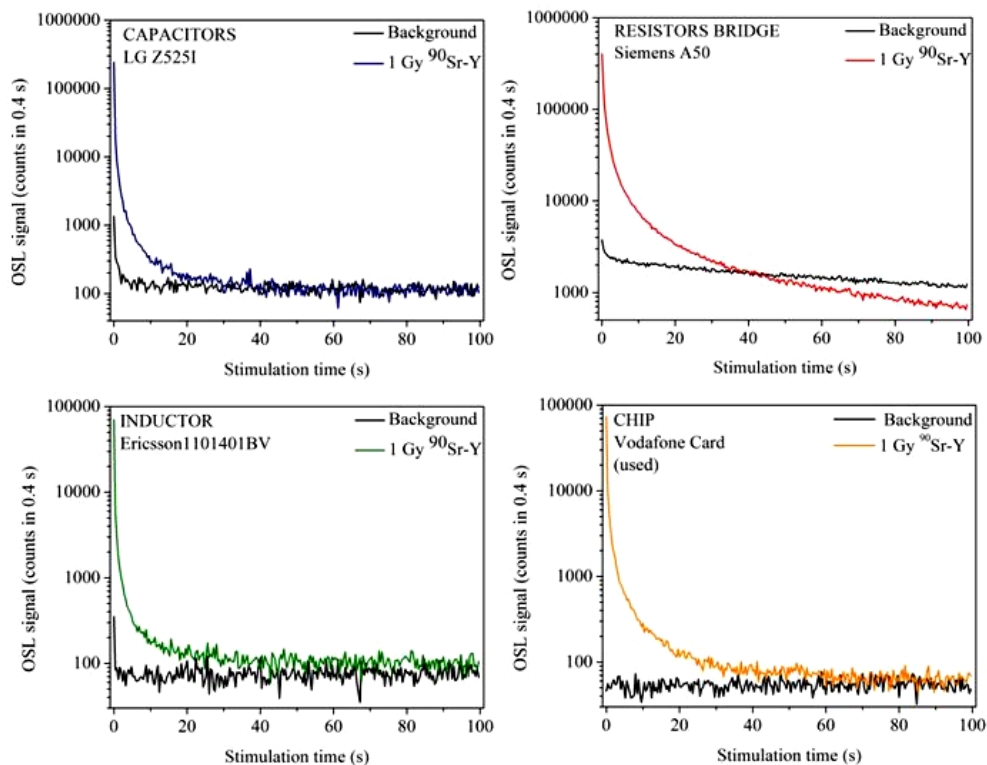 CAPACITORS
LG Z525I
Background
1 Gy ⁹⁰Sr-Y
OSL signal (counts in 0.4 s)
1000000
100000
10000
1000
100
0 20 40 60 80 100
Stimulation time (s)
RESISTORS BRIDGE
Siemens A50
Background
1 Gy ⁹⁰Sr-Y
OSL signal (counts in 0.4 s)
1000000
100000
10000
1000
0 20 40 60 80 100
Stimulation time (s)
INDUCTOR
Ericsson1101401BV
Background
1 Gy ⁹⁰Sr-Y
OSL signal (counts in 0.4 s)
100000
10000
1000
100
0 20 40 60 80 100
Stimulation time (s)
CHIP
Vodafone Card
(used)
Background
1 Gy ⁹⁰Sr-Y
OSL signal (counts in 0.4 s)
100000
10000
1000
100
0 20 40 60 80 100
Stimulation time (s)